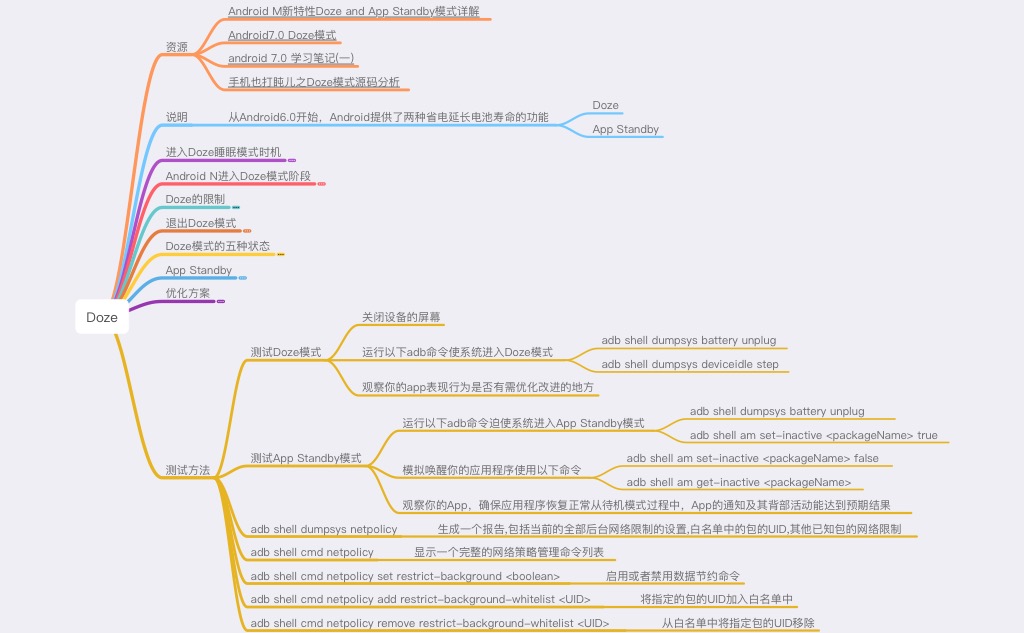 Android M新特性Doze and App Standby模式详解
Android7.0 Doze模式
资源
android 7.0 学习笔记(一)
手机也打盹儿之Doze模式源码分析
说明
从Android6.0开始，Android提供了两种省电延长电池寿命的功能
Doze
App Standby
进入Doze睡眠模式时机
Android N进入Doze模式阶段
Doze的限制
退出Doze模式
Doze模式的五种状态
App Standby
优化方案
Doze
测试方法
测试Doze模式
关闭设备的屏幕
运行以下adb命令使系统进入Doze模式
adb shell dumpsys battery unplug
adb shell dumpsys deviceidle step
观察你的app表现行为是否有需优化改进的地方
测试App Standby模式
运行以下adb命令迫使系统进入App Standby模式
adb shell dumpsys battery unplug
adb shell am set-inactive <packageName> true
模拟唤醒你的应用程序使用以下命令
adb shell am set-inactive <packageName> false
adb shell am get-inactive <packageName>
观察你的App，确保应用程序恢复正常从待机模式过程中，App的通知及其背部活动能达到预期结果
adb shell dumpsys netpolicy
生成一个报告,包括当前的全部后台网络限制的设置,白名单中的包的UID,其他已知包的网络限制
adb shell cmd netpolicy
显示一个完整的网络策略管理命令列表
adb shell cmd netpolicy set restrict-background <boolean>
启用或者禁用数据节约命令
adb shell cmd netpolicy add restrict-background-whitelist <UID>
将指定的包的UID加入白名单中
adb shell cmd netpolicy remove restrict-background-whitelist <UID>
从白名单中将指定包的UID移除